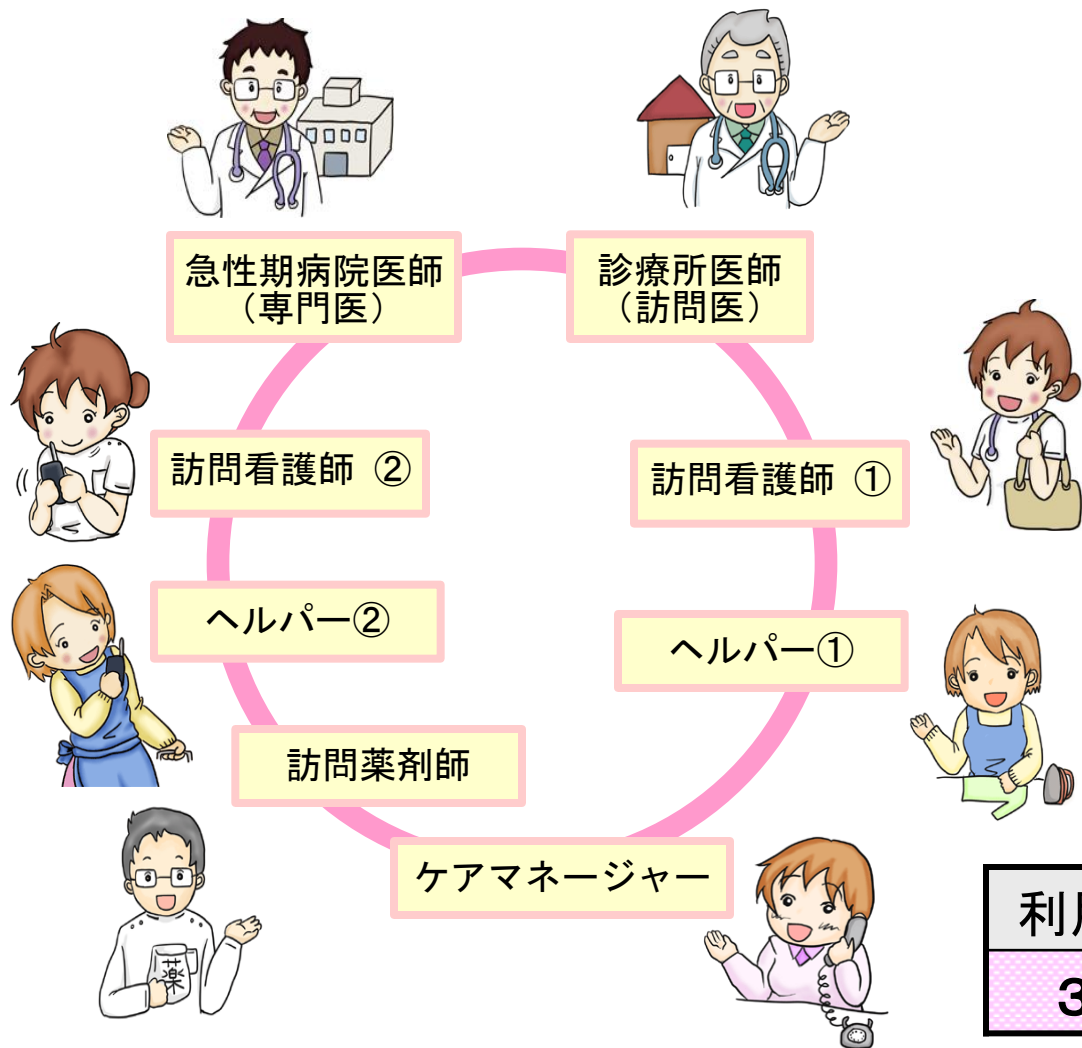 急性期病院医師
（専門医）
診療所医師
（訪問医）
訪問看護師 ②
訪問看護師 ①
ヘルパー②
ヘルパー①
訪問薬剤師
ケアマネージャー
薬
利
3